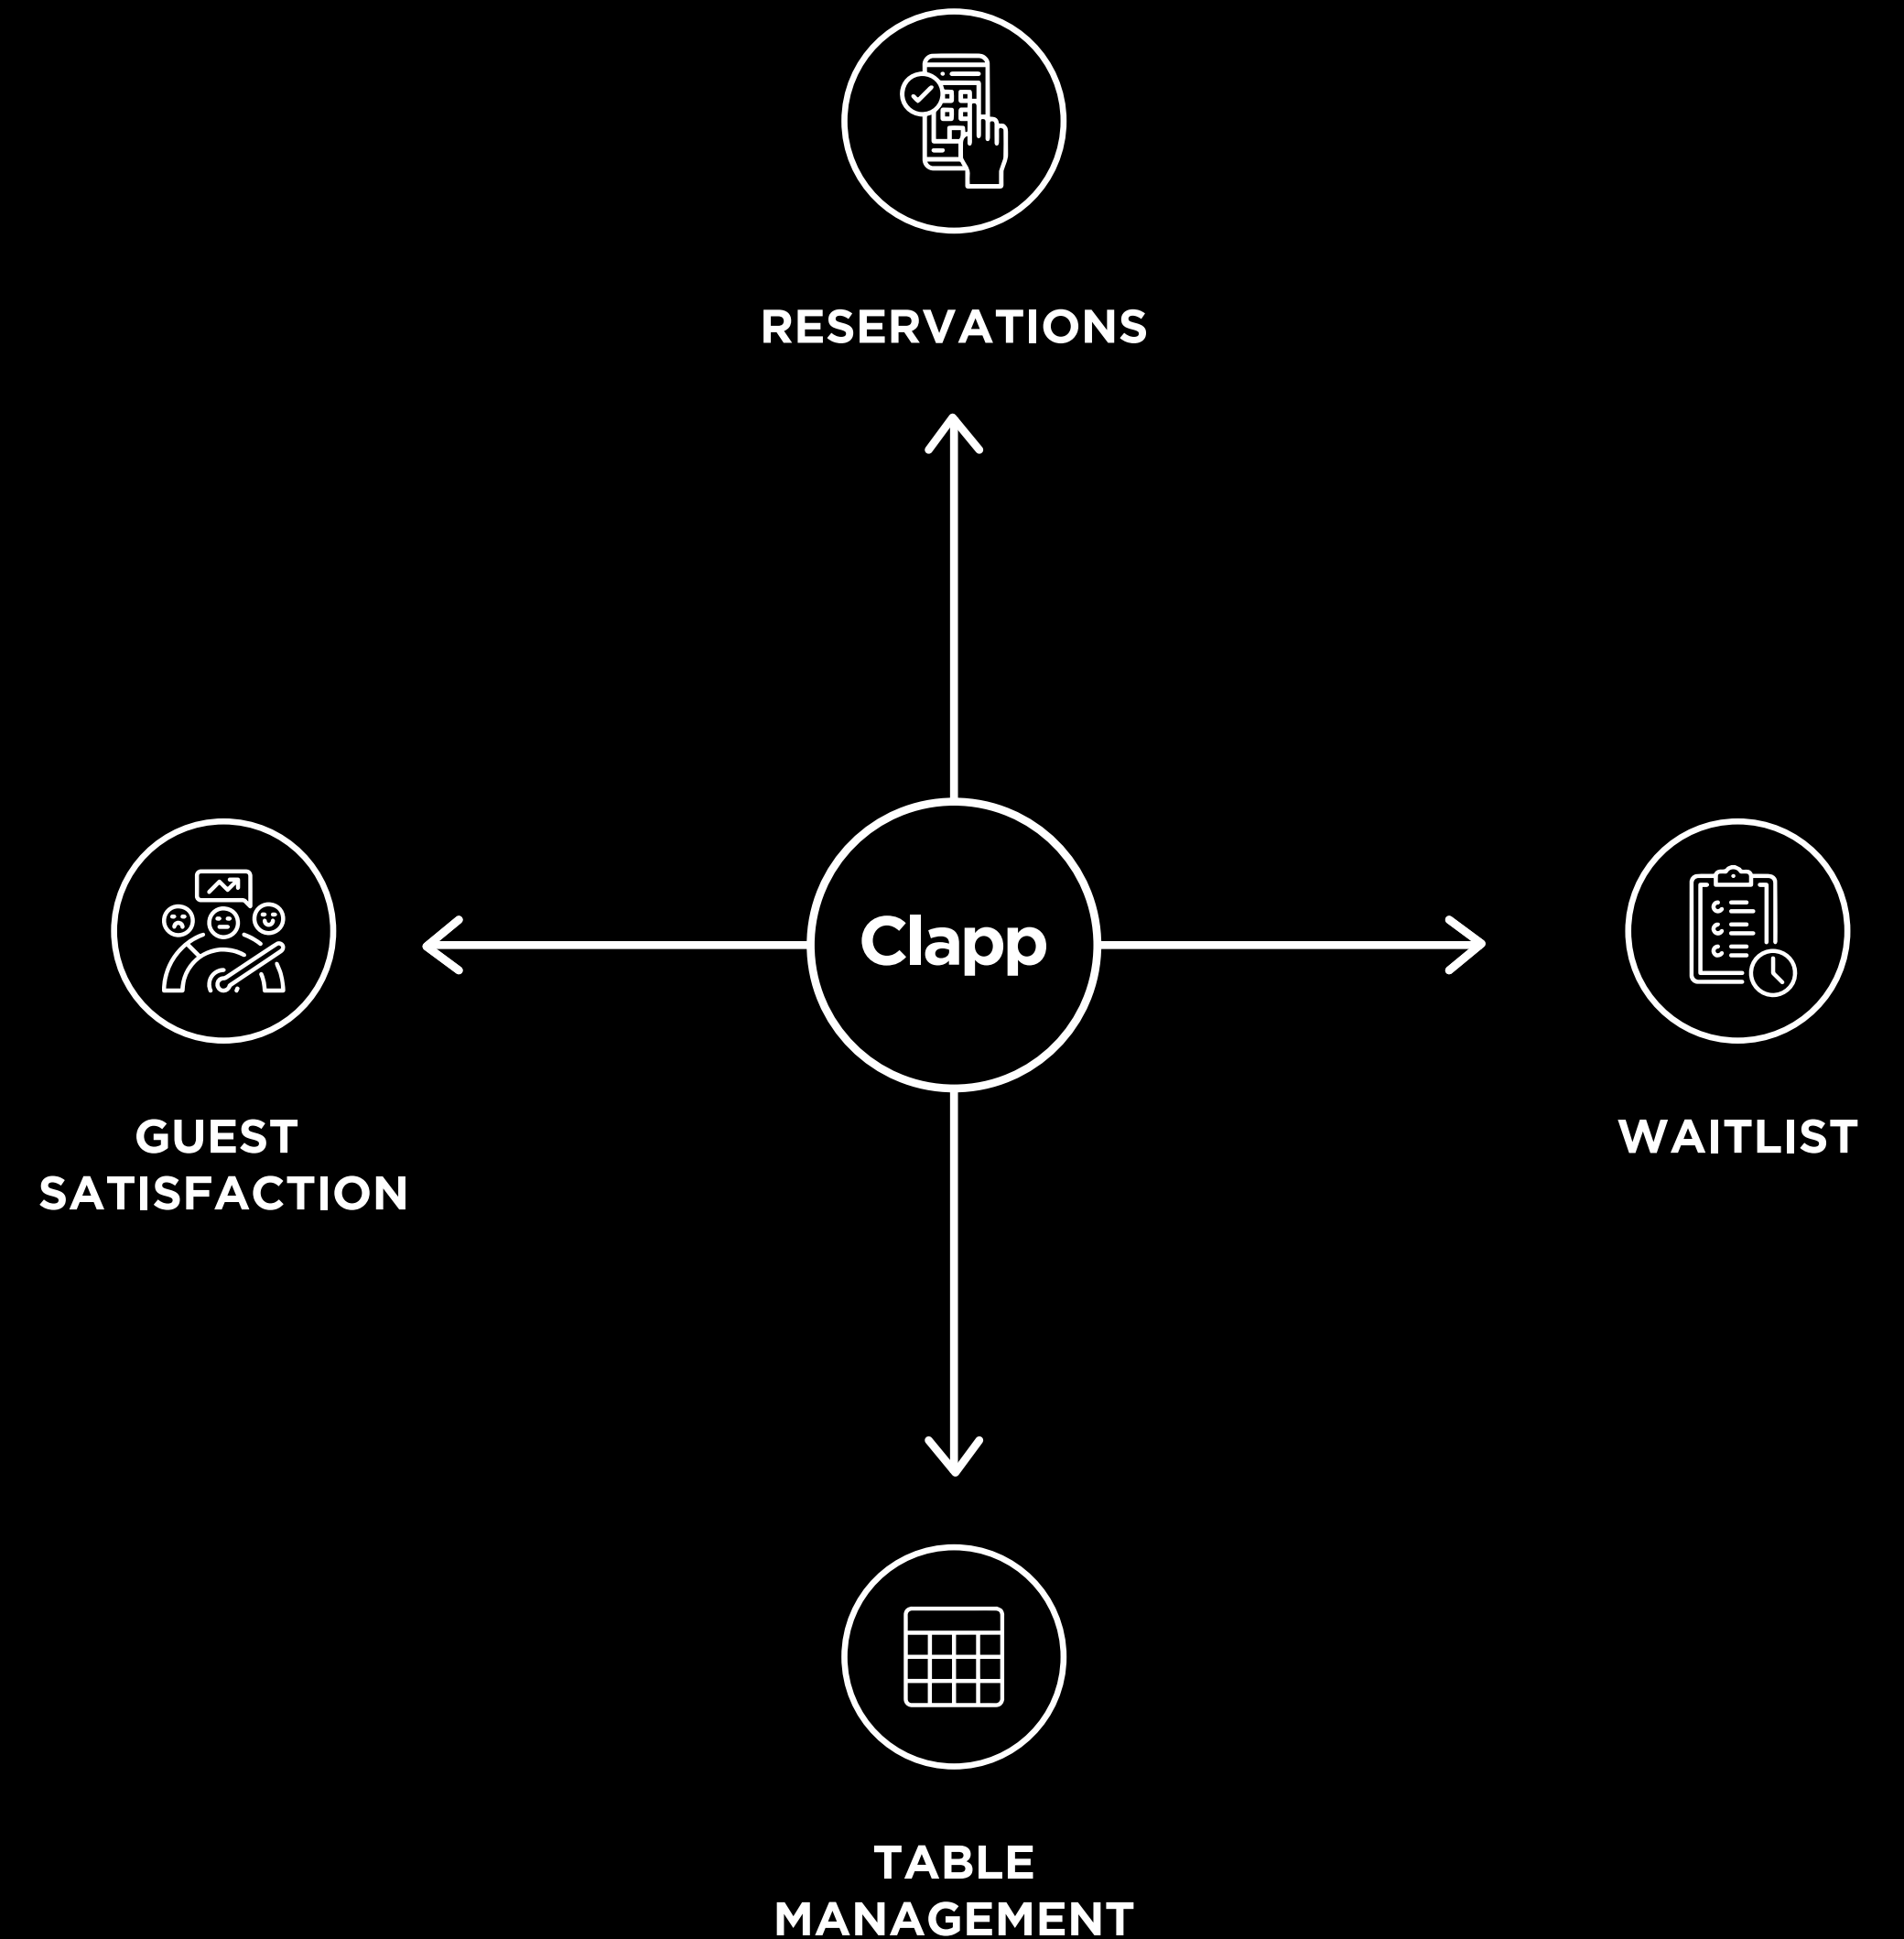 RESERVATIONS
Clapp
GUEST
SATISFACTION
WAITLIST
TABLE
MANAGEMENT